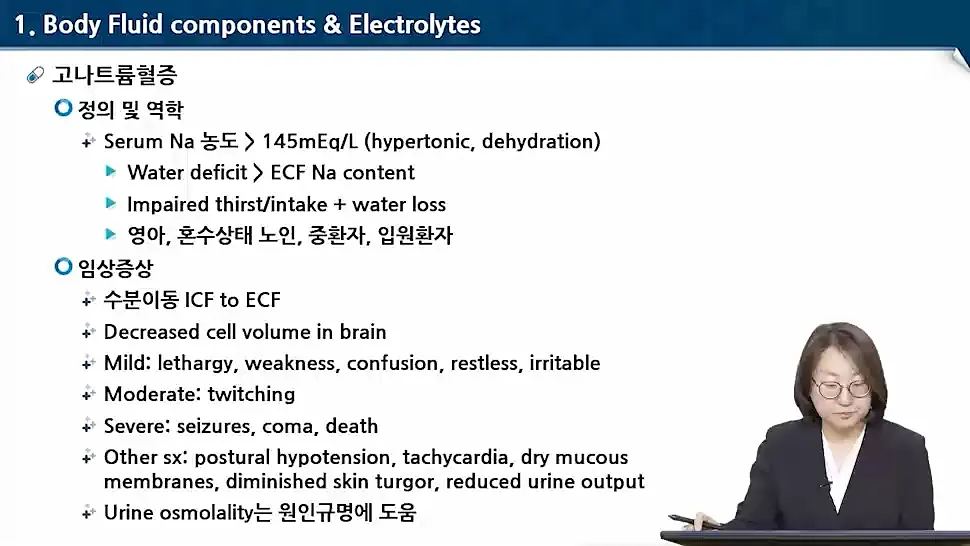 1. Body Fluid components & Electrolytes
고나트륨혈증
정의 및 역학
Serum Na 농도 > 145mEq/L (hypertonic, dehydration)
Water deficit > ECF Na content
Impaired thirst/intake + water loss
영아, 혼수상태 노인, 중환자, 입원환자
임상증상
수분이동 ICF to ECF
Decreased cell volume in brain
Mild: lethargy, weakness, confusion, restless, irritable
Moderate: twitching
Severe: seizures, coma, death
Other sx: postural hypotension, tachycardia, dry mucous
membranes, diminished skin turgor, reduced urine output
Urine osmolality는 원인규명에 도움